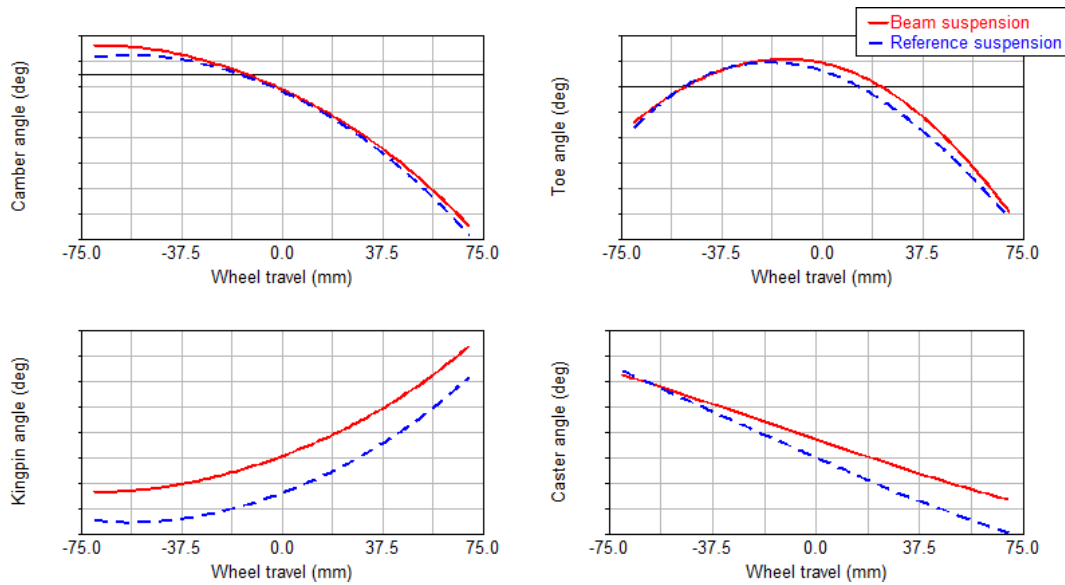 Beam suspension
Reference suspension
Camber angle (deg)
-75.0 -37.5 0.0 37.5 75.0
Wheel travel (mm)
Toe angle (deg)
-75.0 -37.5 0.0 37.5 75.0
Wheel travel (mm)
Kingpin angle (deg)
-75.0 -37.5 0.0 37.5 75.0
Wheel travel (mm)
Caster angle (deg)
-75.0 -37.5 0.0 37.5 75.0
Wheel travel (mm)